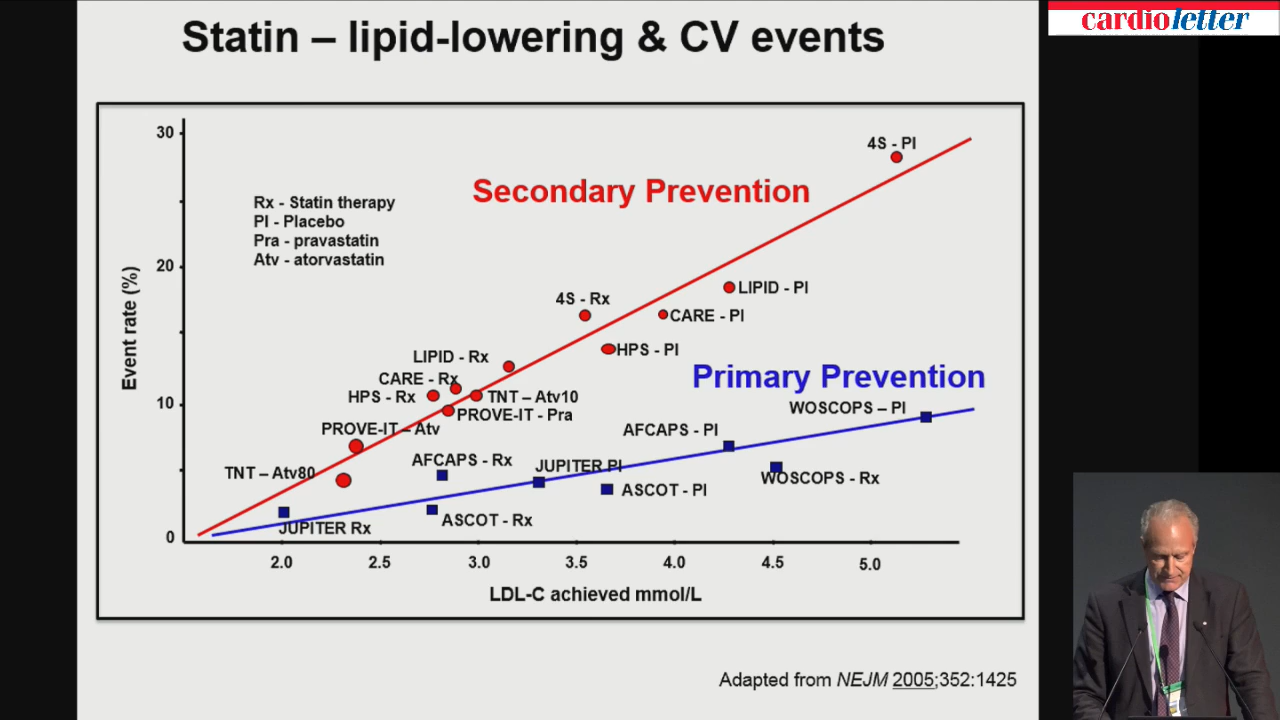 Statin – lipid-lowering & CV events
cardioletter
30
20
10
0
Event rate (%)
Rx - Statin therapy
Pl - Placebo
Pra - pravastatin
Atv - atorvastatin
Secondary Prevention
4S - Pl
LIPID - Pl
4S - Rx
CARE - Pl
HPS - Pl
LIPID - Rx
CARE - Rx
HPS - Rx
TNT – Atv10
PROVE-IT - Pra
PROVE-IT – Atv
TNT – Atv80
Primary Prevention
WOSCOPS – Pl
AFCAPS - Pl
AFCAPS - Rx
JUPITER Pl
WOSCOPS - Rx
ASCOT - Pl
ASCOT - Rx
JUPITER Rx
2.0 2.5 3.0 3.5 4.0 4.5 5.0
LDL-C achieved mmol/L
Adapted from NEJM 2005;352:1425